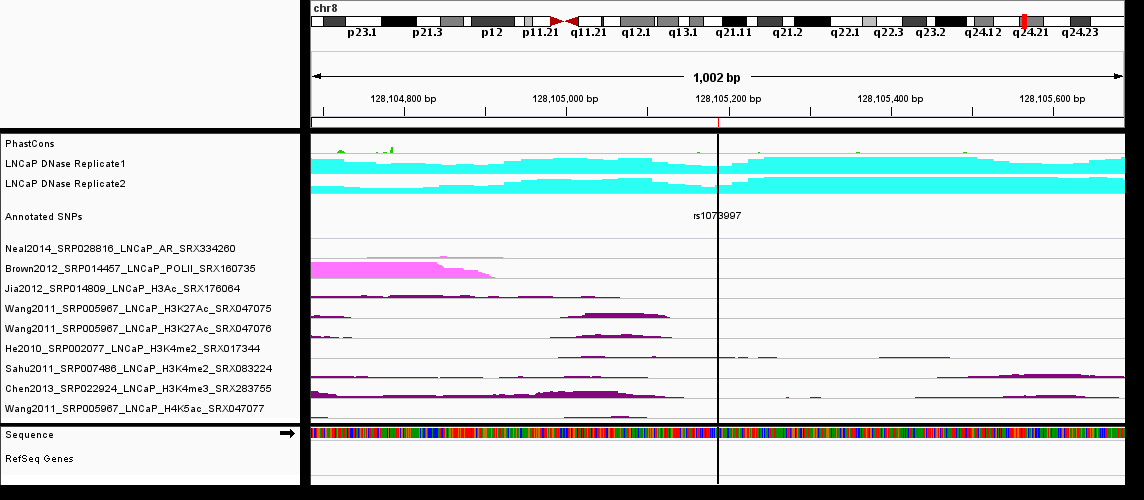 chr8
p23.1 p21.3 p12 p11.21 q11.21 q12.1 q13.1 q21.11 q21.2 q22.1 q22.3 q23.2 q24.12 q24.21 q24.23
1,002 bp
128,104,800 bp 128,105,000 bp 128,105,200 bp 128,105,400 bp 128,105,600 bp
PhastCons
LNCaP DNase Replicate1
LNCaP DNase Replicate2
Annotated SNPs
Neal2014_SRP028816_LNCaP_AR_SRX334260
Brown2012_SRP014457_LNCaP_POLII_SRX160735
Jia2012_SRP014809_LNCaP_H3Ac_SRX176064
Wang2011_SRP005967_LNCaP_H3K27Ac_SRX047075
Wang2011_SRP005967_LNCaP_H3K27Ac_SRX047076
He2010_SRP002077_LNCaP_H3K4me2_SRX017344
Sahu2011_SRP007486_LNCaP_H3K4me2_SRX083224
Chen2013_SRP022924_LNCaP_H3K4me3_SRX283755
Wang2011_SRP005967_LNCaP_H4K5ac_SRX047077
Sequence
RefSeq Genes